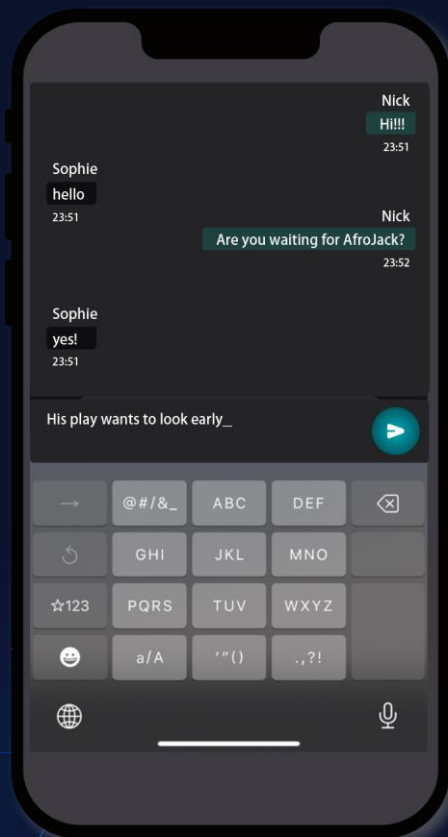 Nick
Hi!!!
23:51
Sophie
hello
23:51
Nick
Are you waiting for AfroJack?
23:52
Sophie
yes!
23:51
His play wants to look early_
→ @#/&_ ABC DEF
GHI JKL MNO
☆123 PQRS TUV WXYZ
a/A '"() .,?!